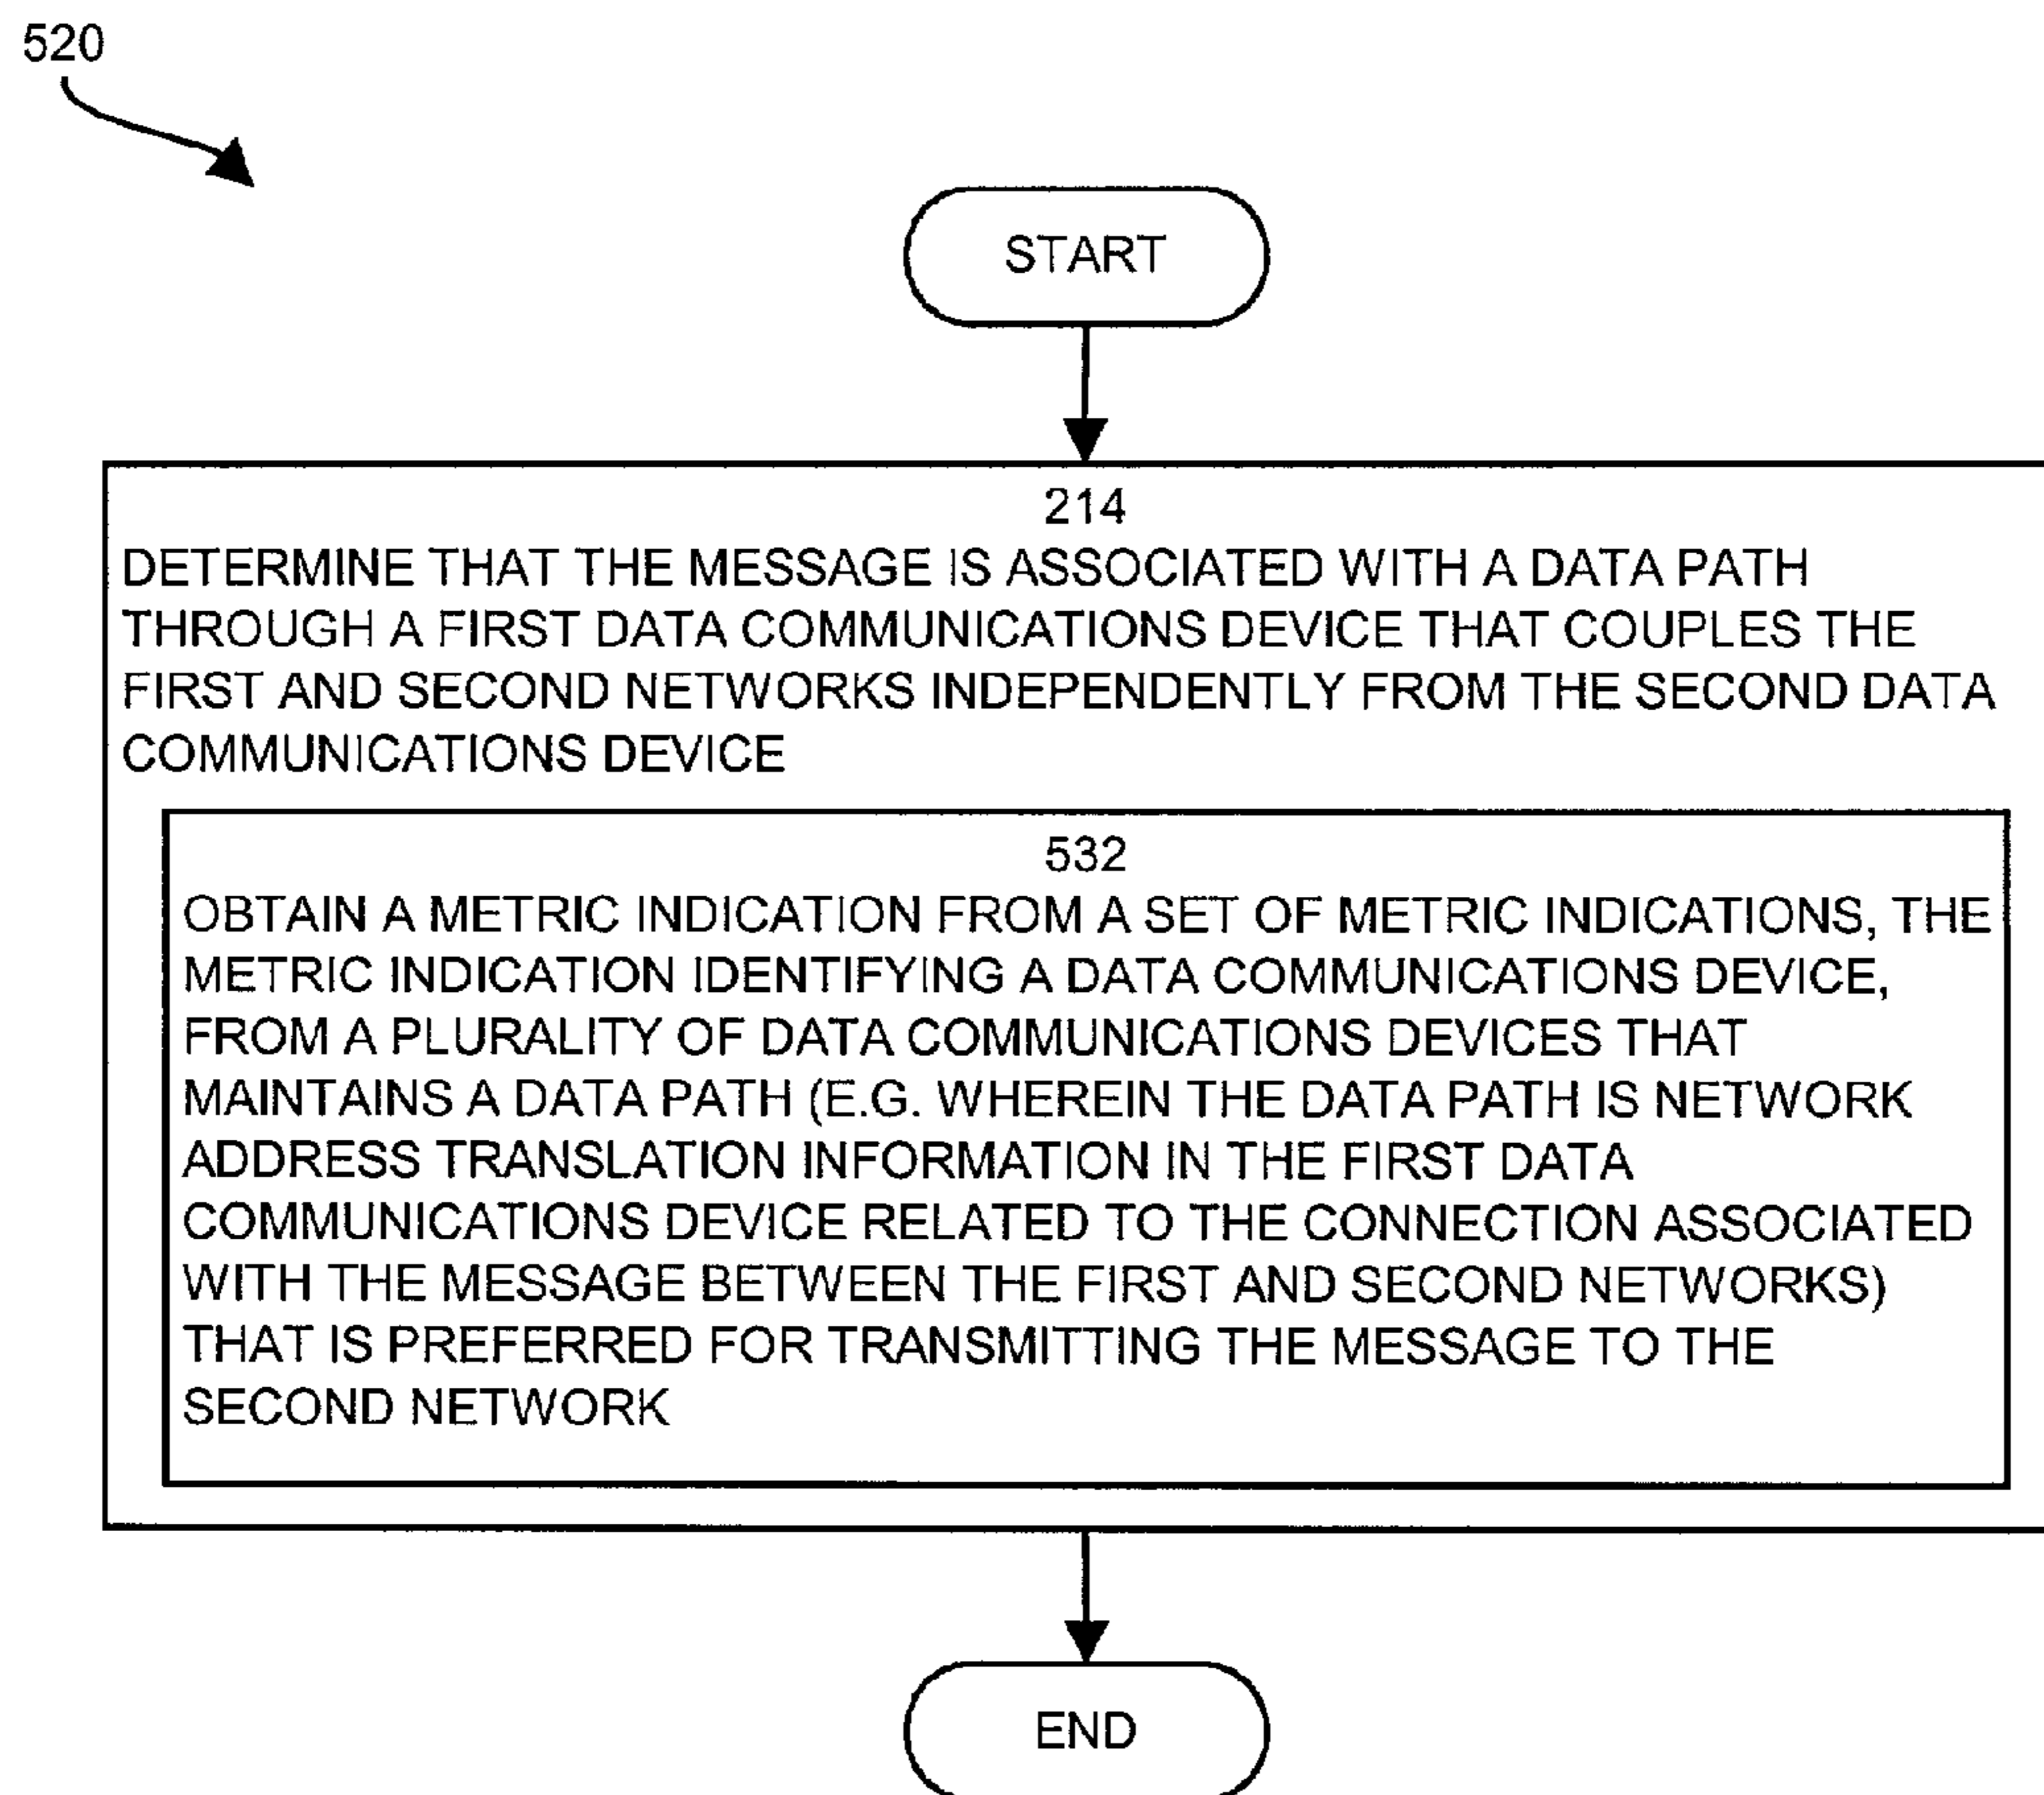 520
START
214
DETERMINE THAT THE MESSAGE IS ASSOCIATED WITH A DATA PATH
THROUGH A FIRST DATA COMMUNICATIONS DEVICE THAT COUPLES THE
FIRST AND SECOND NETWORKS INDEPENDENTLY FROM THE SECOND DATA
COMMUNICATIONS DEVICE
532
OBTAIN A METRIC INDICATION FROM A SET OF METRIC INDICATIONS, THE
METRIC INDICATION IDENTIFYING A DATA COMMUNICATIONS DEVICE,
FROM A PLURALITY OF DATA COMMUNICATIONS DEVICES THAT
MAINTAINS A DATA PATH (E.G. WHEREIN THE DATA PATH IS NETWORK
ADDRESS TRANSLATION INFORMATION IN THE FIRST DATA
COMMUNICATIONS DEVICE RELATED TO THE CONNECTION ASSOCIATED
WITH THE MESSAGE BETWEEN THE FIRST AND SECOND NETWORKS)
THAT IS PREFERRED FOR TRANSMITTING THE MESSAGE TO THE
SECOND NETWORK
END